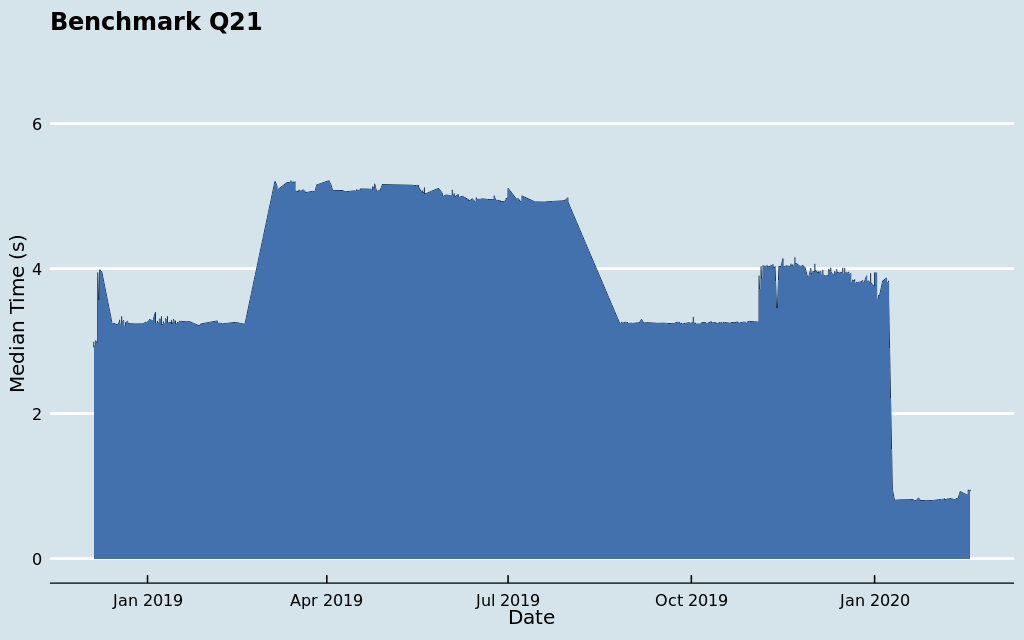 Benchmark Q21
Median Time (s)
6
4
2
0
Jan 2019
Apr 2019
Jul 2019
Oct 2019
Jan 2020
Date